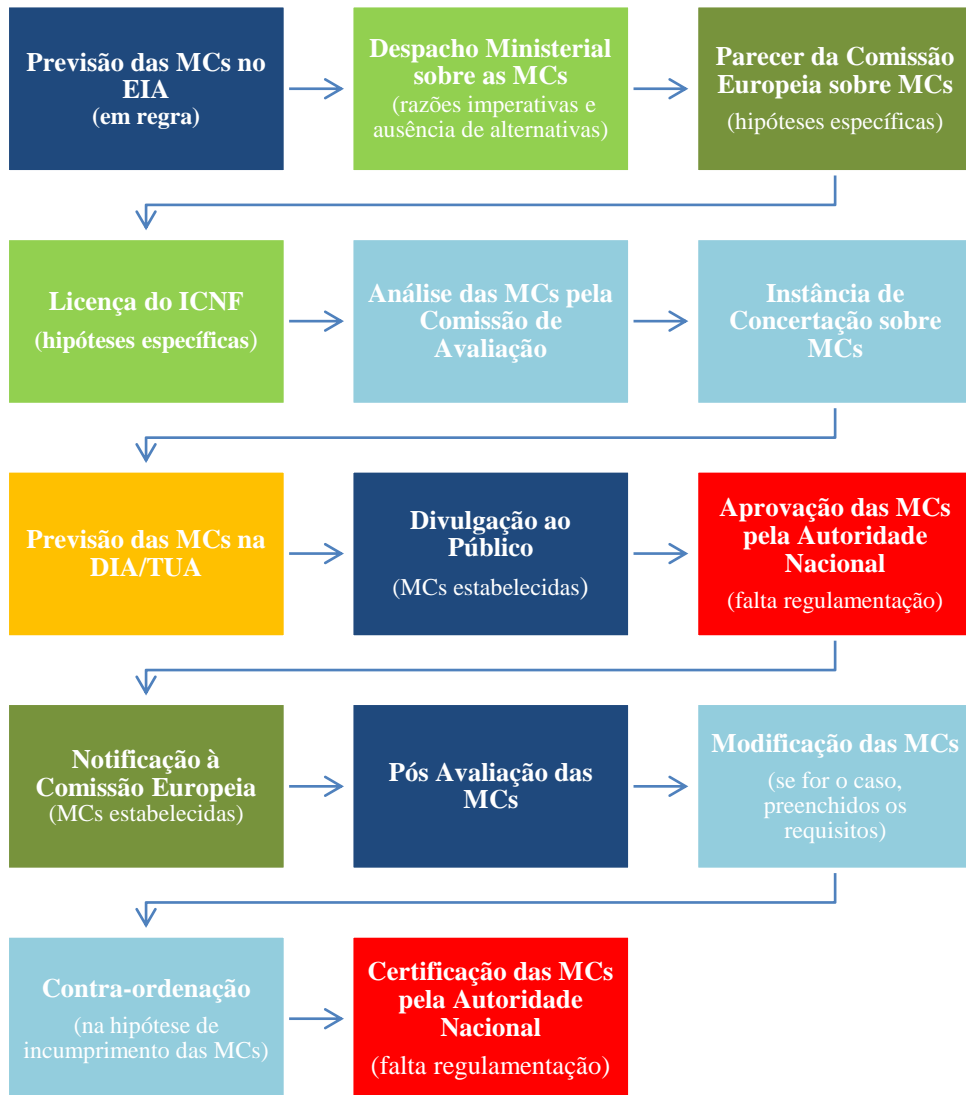 Previsão das MCs no
EIA
(em regra)
Despacho Ministerial
sobre as MCs
(razões imperativas e
ausência de alternativas)
Parecer da Comissão
Europeia sobre MCs
(hipóteses específicas)
Licença do ICNF
(hipóteses específicas)
Análise das MCs pela
Comissão de
Avaliação
Instância de
Concertação sobre
MCs
Previsão das MCs na
DIA/TUA
Divulgação ao
Público
(MCs estabelecidas)
Aprovação das MCs
pela Autoridade
Nacional
(falta regulamentação)
Notificação à
Comissão Europeia
(MCs estabelecidas)
Pós Avaliação das
MCs
Modificação das MCs
(se for o caso,
preenchidos os
requisitos)
Contra-ordenação
(na hipótese de
incumprimento das MCs)
Certificação das MCs
pela Autoridade
Nacional
(falta regulamentação)